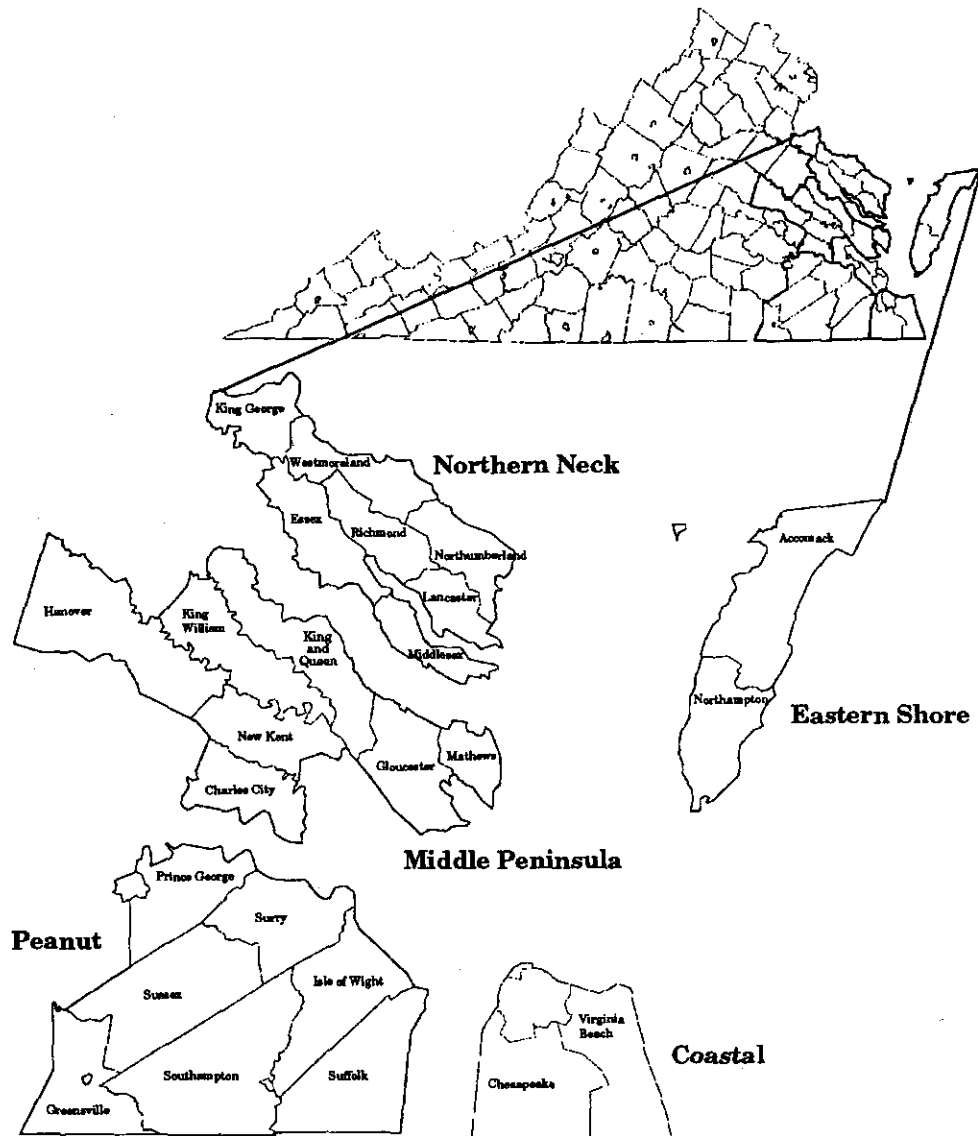 King George
Westmoreland
Northern Neck
Essex
Richmond
Northumberland
Lancaster
Accomack
Hanover
King
William
King
and
Queen
Middlesex
Northampton
Eastern Shore
New Kent
Gloucester
Mathews
Charles City
Middle Peninsula
Prince George
Peanut
Surry
Isle of Wight
Sussex
Virginia
Beach
Coastal
Southampton
Suffolk
Chesapeake
Greensville